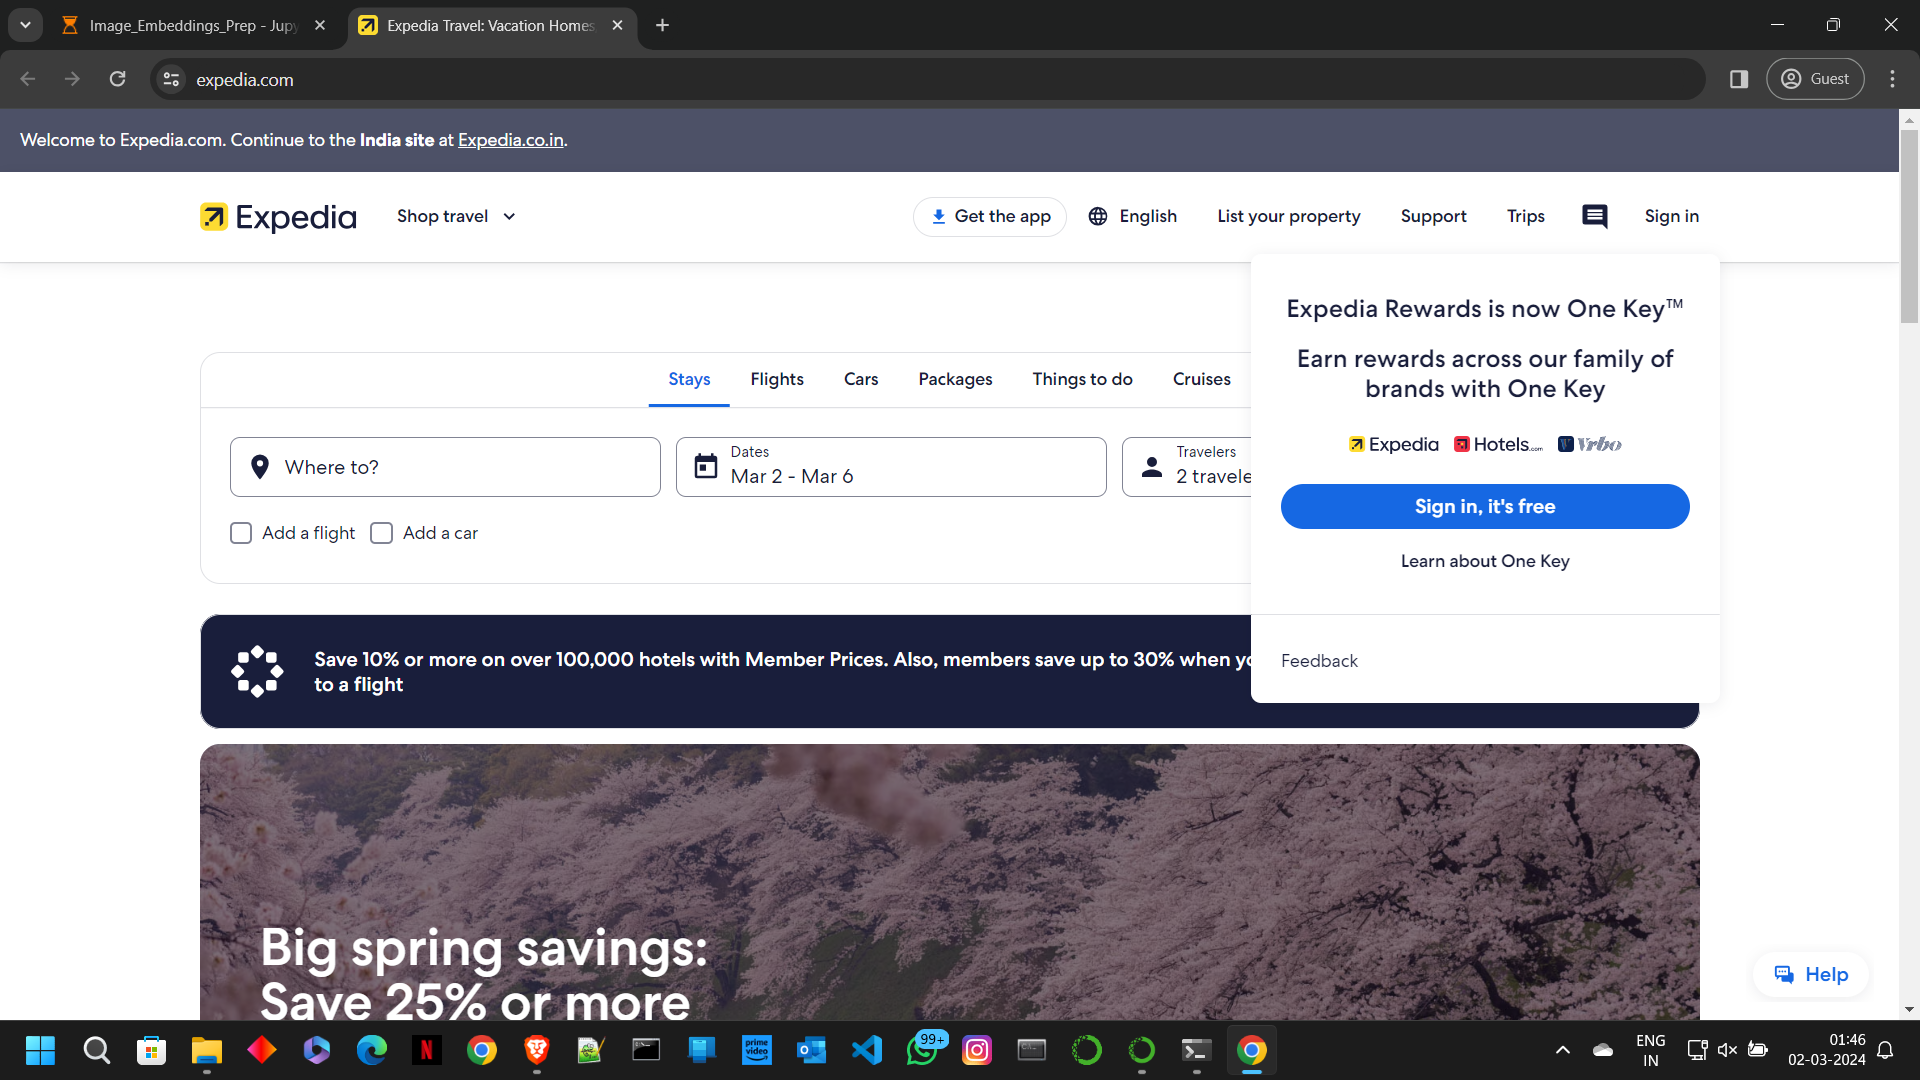 Image_Embeddings_Prep - Jupy
Expedia Travel: Vacation Homes,
expedia.com
Guest
Welcome to Expedia.com. Continue to the India site at Expedia.co.in.
Expedia
Shop travel
Get the app
English
List your property
Support
Trips
Sign in
Expedia Rewards is now One Key™
Earn rewards across our family of
brands with One Key
Expedia Hotels.com Vrbo
Sign in, it's free
Learn about One Key
Feedback
Stays
Flights
Cars
Packages
Things to do
Cruises
Where to?
Dates
Mar 2 - Mar 6
Travelers
2 travele
Add a flight
Add a car
Save 10% or more on over 100,000 hotels with Member Prices. Also, members save up to 30% when yo
to a flight
Big spring savings:
Save 25% or more
Help
prime
video
99+
ENG
IN
01:46
02-03-2024